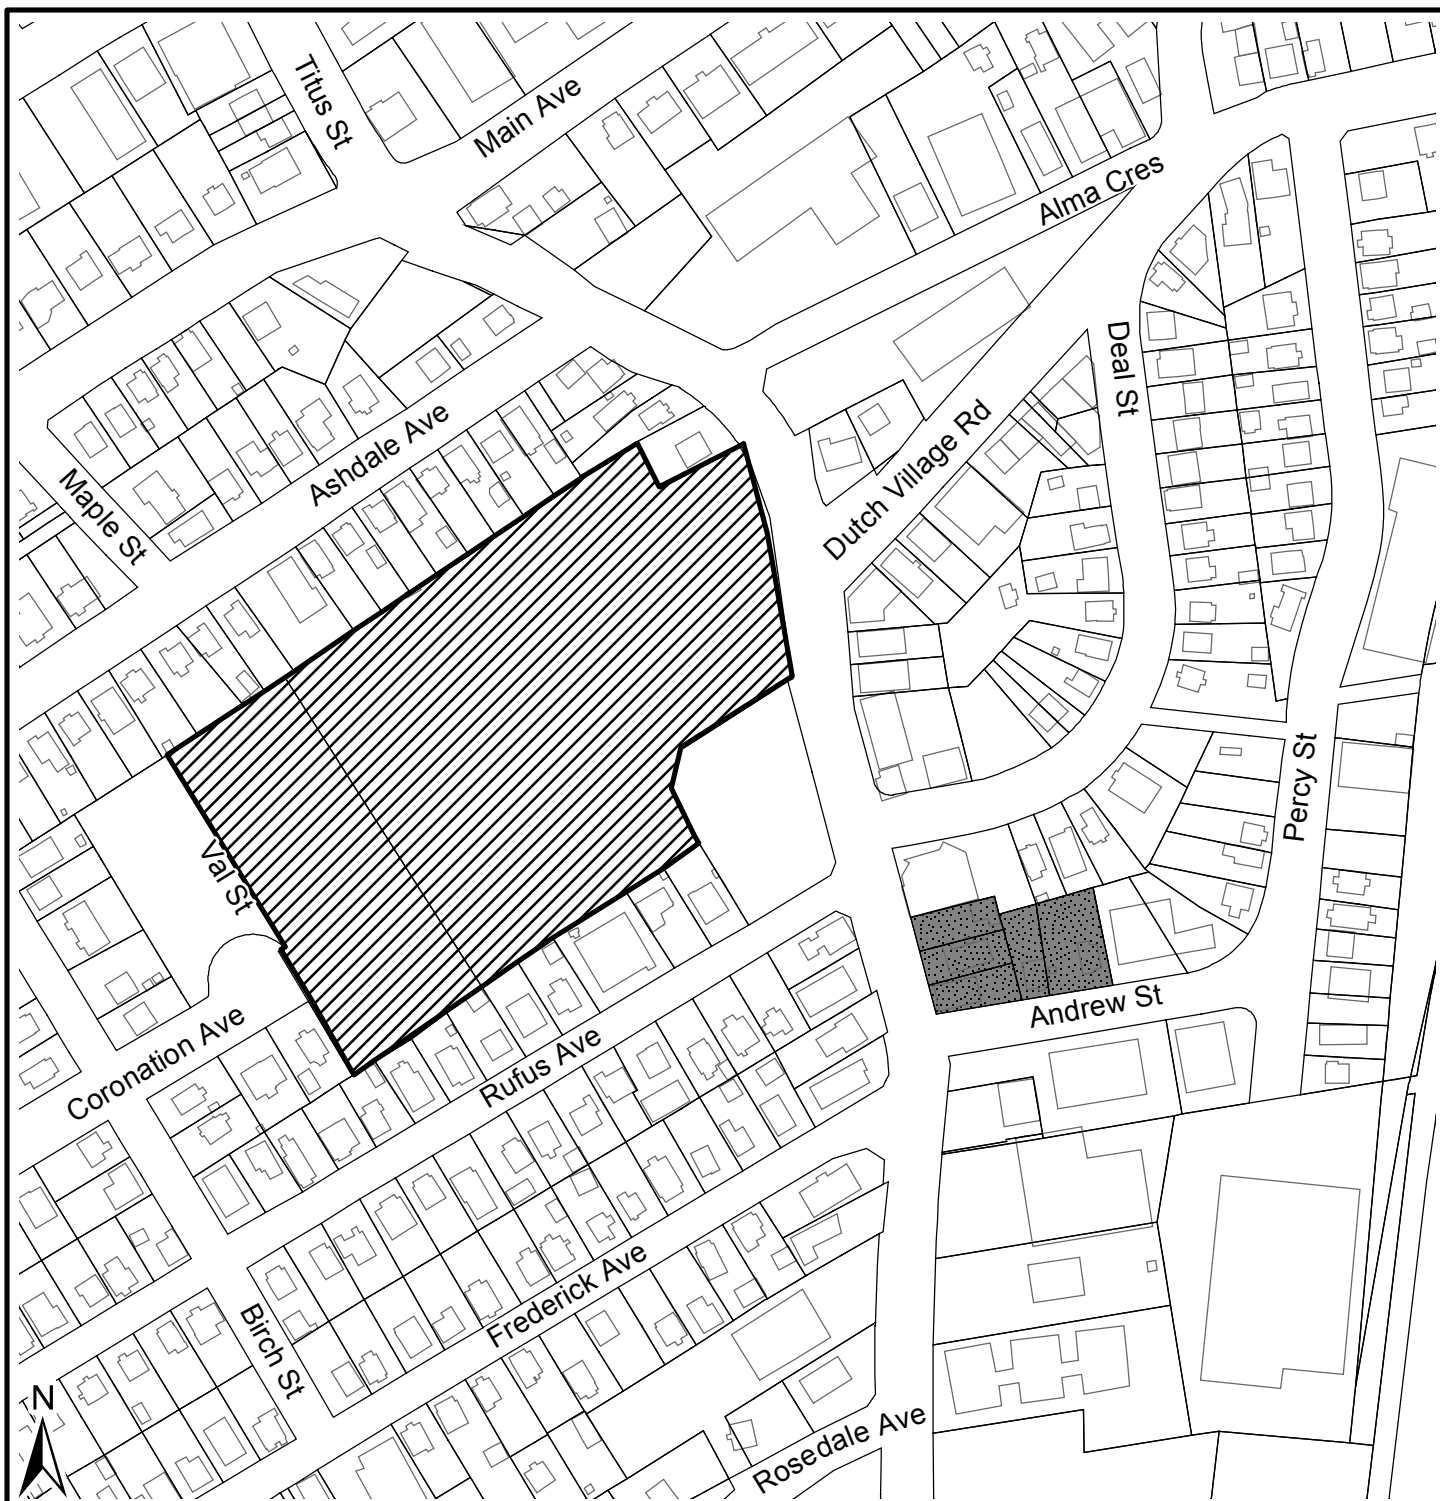 Titus St
Main Ave
Alma Cres
Deal St
Ashdale Ave
Dutch Village Rd
Maple St
Percy St
Val St
Andrew St
Coronation Ave
Rufus Ave
Frederick Ave
Birch St
N
Rosedale Ave